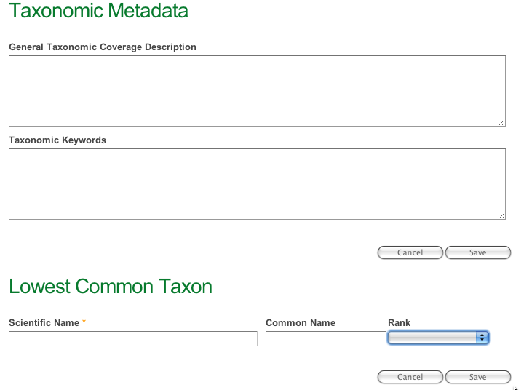 Taxonomic Metadata
General Taxonomic Coverage Description
Taxonomic Keywords
Cancel Save
Lowest Common Taxon
Scientific Name * Common Name Rank
Cancel Save